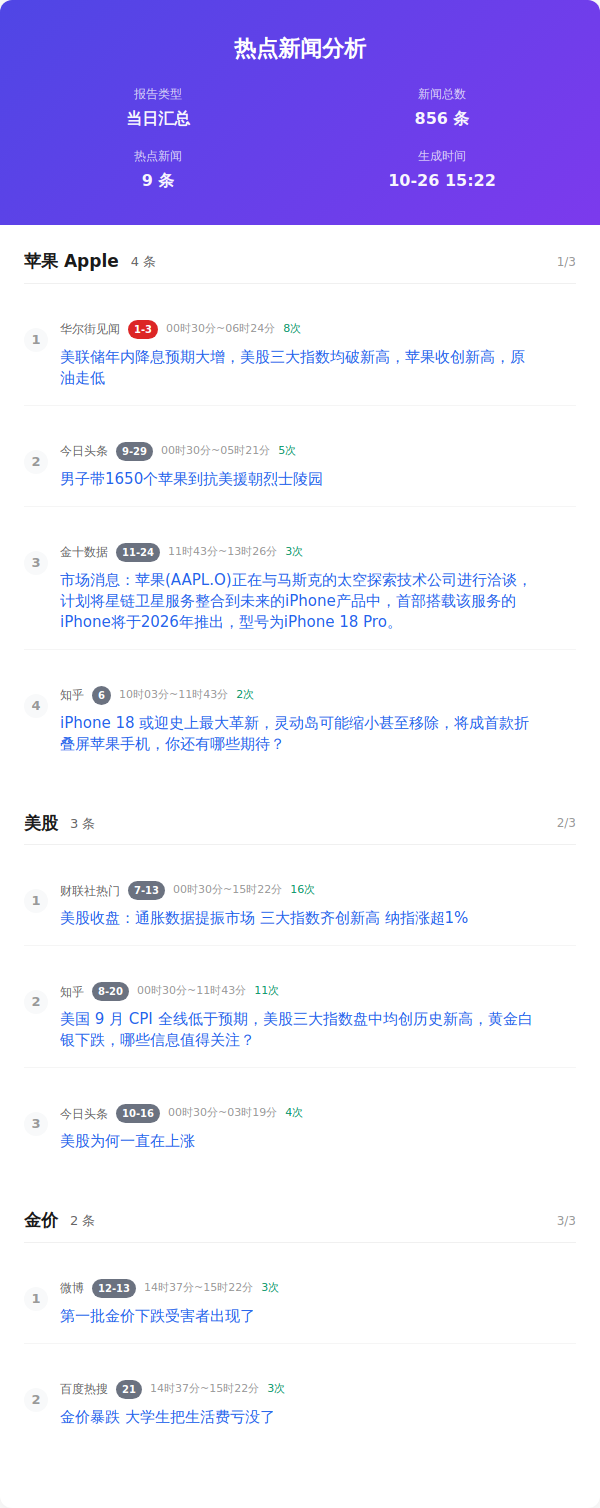 热点新闻分析
报告类型
新闻总数
当日汇总
856 条
热点新闻
生成时间
9 条
10-26 15:22
苹果 Apple 4 条 1/3
1
华尔街见闻 1-3 00时30分~06时24分 8次
美联储年内降息预期大增，美股三大指数均破新高，苹果收创新高，原
油走低
2
今日头条 9-29 00时30分~05时21分 5次
男子带1650个苹果到抗美援朝烈士陵园
3
金十数据 11-24 11时43分~13时26分 3次
市场消息：苹果(AAPL.O)正在与马斯克的太空探索技术公司进行洽谈，
计划将星链卫星服务整合到未来的iPhone产品中，首部搭载该服务的
iPhone将于2026年推出，型号为iPhone 18 Pro。
4
知乎 6 10时03分~11时43分 2次
iPhone 18 或迎史上最大革新，灵动岛可能缩小甚至移除，将成首款折
叠屏苹果手机，你还有哪些期待？
美股 3 条 2/3
1
财联社热门 7-13 00时30分~15时22分 16次
美股收盘：通胀数据提振市场 三大指数齐创新高 纳指涨超1%
2
知乎 8-20 00时30分~11时43分 11次
美国 9 月 CPI 全线低于预期，美股三大指数盘中均创历史新高，黄金白
银下跌，哪些信息值得关注？
3
今日头条 10-16 00时30分~03时19分 4次
美股为何一直在上涨
金价 2 条 3/3
1
微博 12-13 14时37分~15时22分 3次
第一批金价下跌受害者出现了
2
百度热搜 21 14时37分~15时22分 3次
金价暴跌 大学生把生活费亏没了